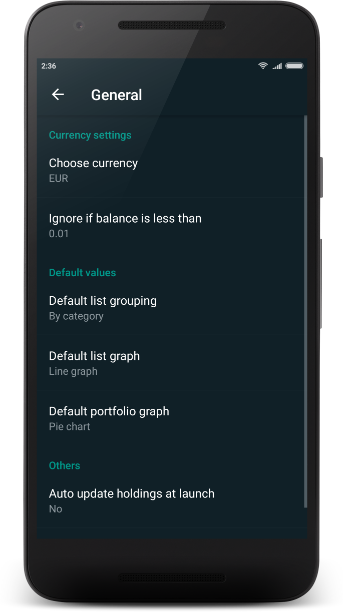 2:36
General
Currency settings
Choose currency
EUR
Ignore if balance is less than
0.01
Default values
Default list grouping
By category
Default list graph
Line graph
Default portfolio graph
Pie chart
Others
Auto update holdings at launch
No